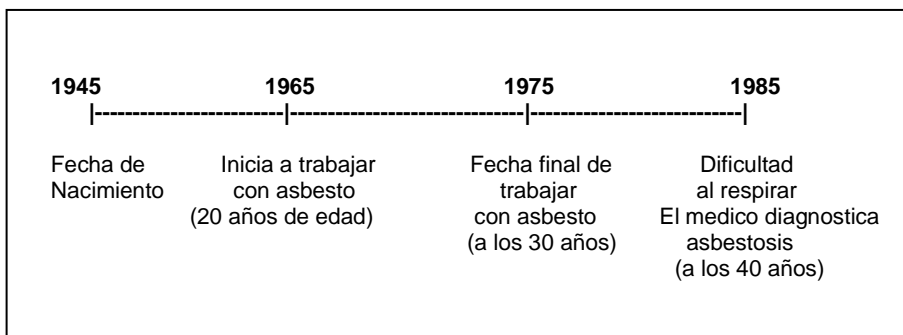 1945 1965 1975 1985
|-------------------------|-------------------------------|----------------------------|
Fecha de Inicia a trabajar Fecha final de Dificultad
Nacimiento con asbesto trabajar al respirar
(20 años de edad) con asbesto El medico diagnostica
(a los 30 años) asbestosis
(a los 40 años)